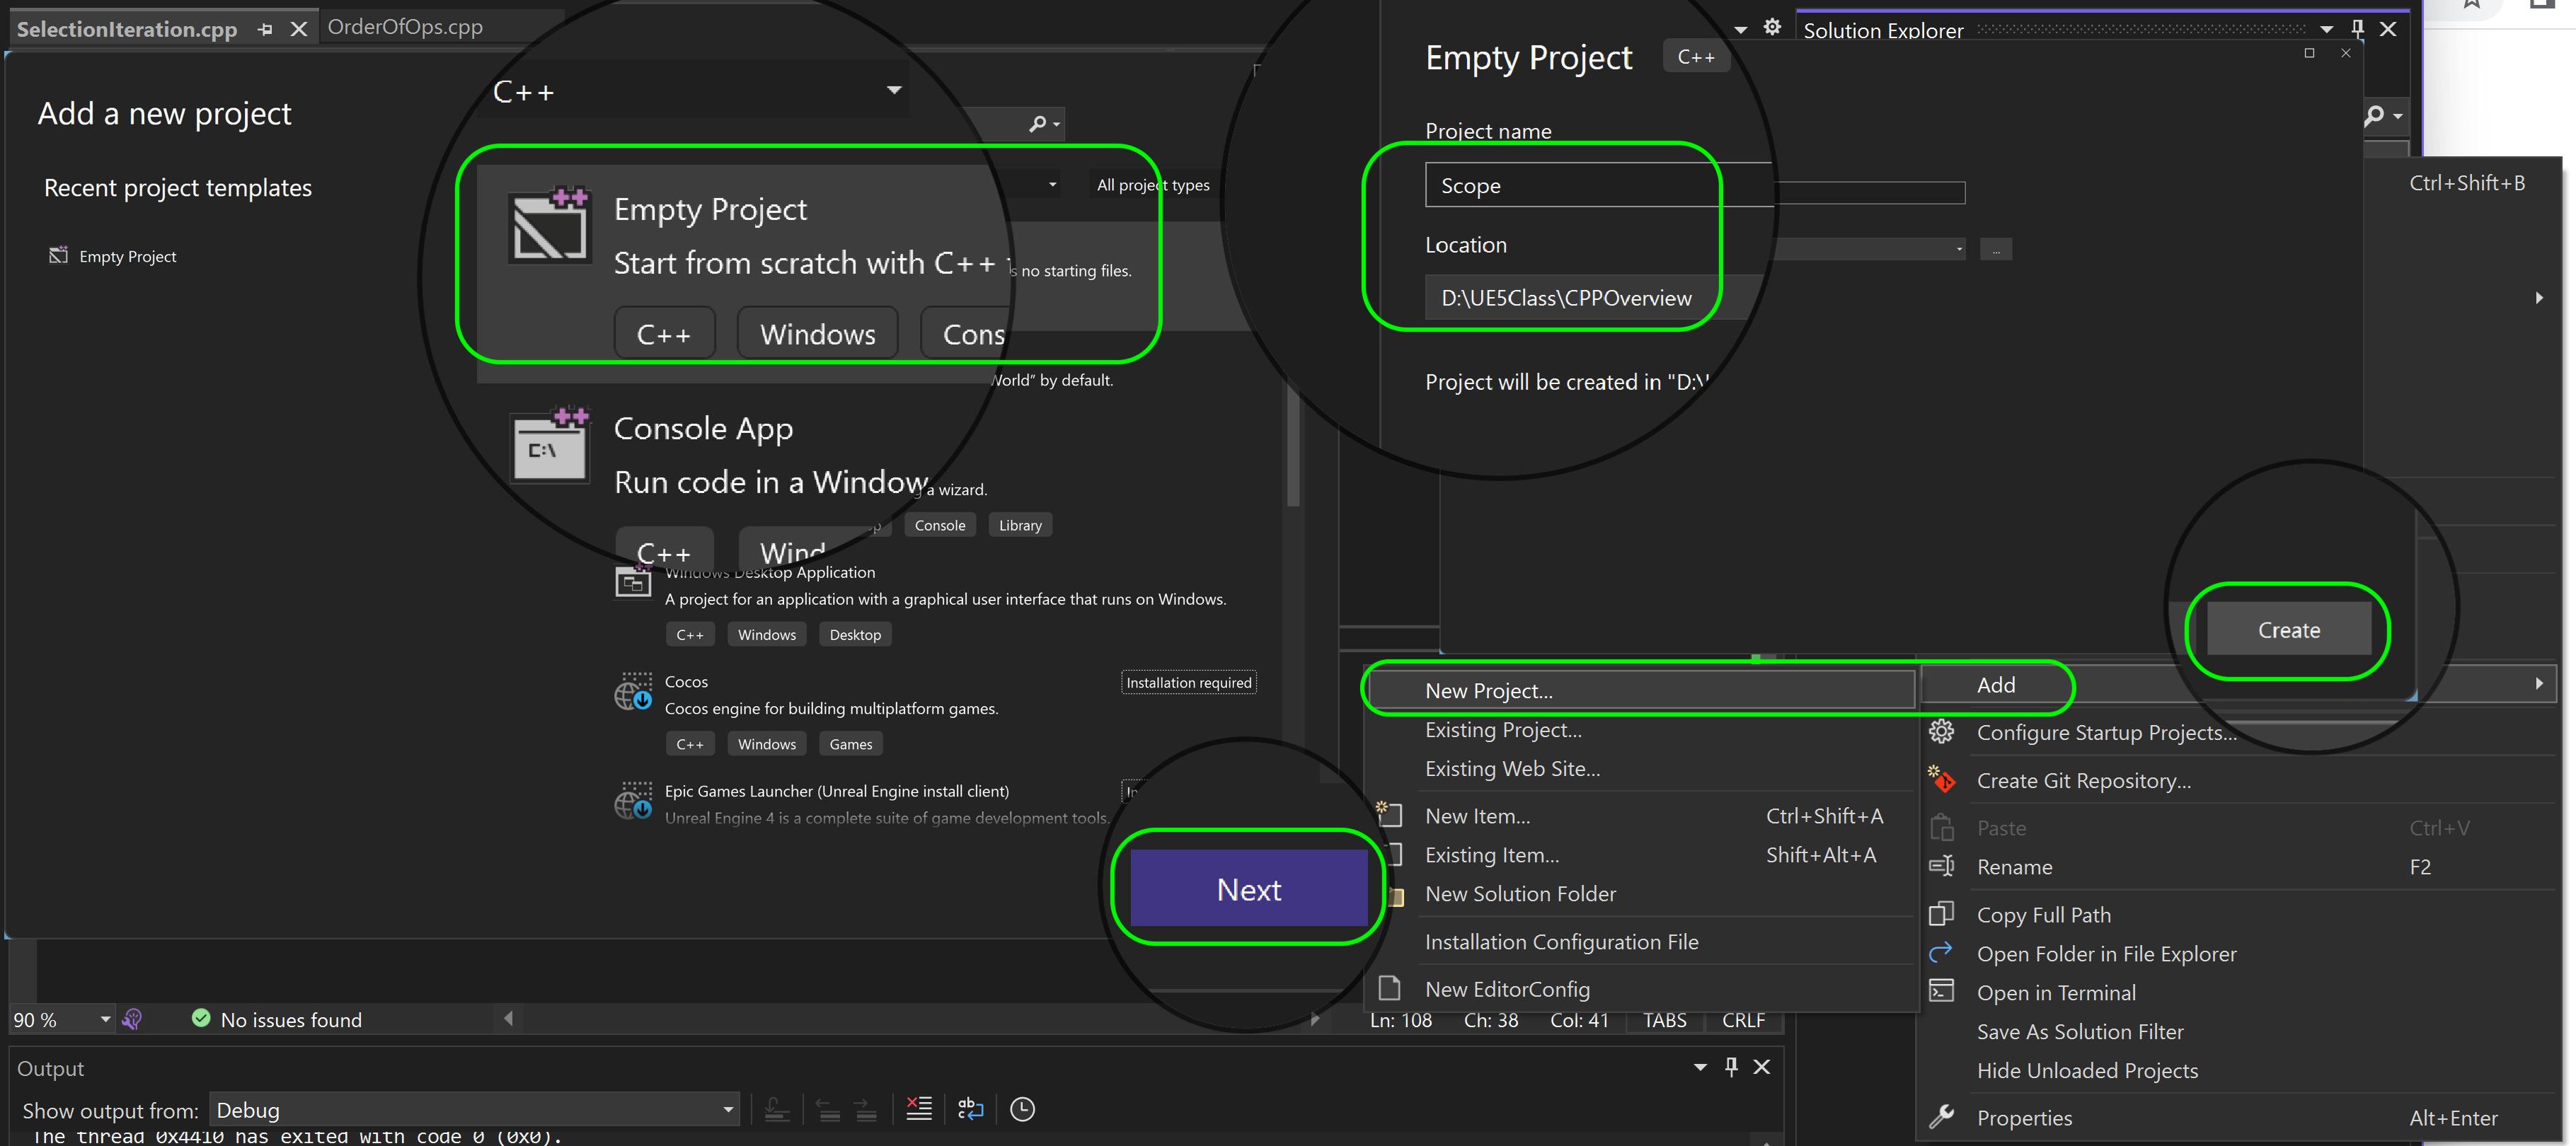 SelectionIteration.cpp
OrderOfOps.cpp
Add a new project
Recent project templates
Empty Project
C++
All project types
Empty Project
Start from scratch with C++
s no starting files.
C++ Windows Cons
World" by default.
Console App
Run code in a Window
g a wizard.
Console Library
C++ Wind
Windows Desktop Application
A project for an application with a graphical user interface that runs on Windows.
C++ Windows Desktop
Cocos
Installation required
Cocos engine for building multiplatform games.
C++ Windows Games
Epic Games Launcher (Unreal Engine install client)
Unreal Engine 4 is a complete suite of game development tools.
Next
Empty Project C++
Project name
Scope
Location
D:\UE5Class\CPPOverview
...
Project will be created in "D:\
Create
Solution Explorer
Ctrl+Shift+B
New Project...
Existing Project...
Existing Web Site...
New Item... Ctrl+Shift+A
Existing Item... Shift+Alt+A
New Solution Folder
Installation Configuration File
New EditorConfig
Add
Configure Startup Projects...
Create Git Repository...
Paste Ctrl+V
Rename F2
Copy Full Path
Open Folder in File Explorer
Open in Terminal
Save As Solution Filter
Hide Unloaded Projects
Properties Alt+Enter
90 %
No issues found
Ln: 108 Ch: 38 Col: 41 TABS CRLF
Output
Show output from: Debug
The thread 0x4410 has exited with code 0 (0x0).